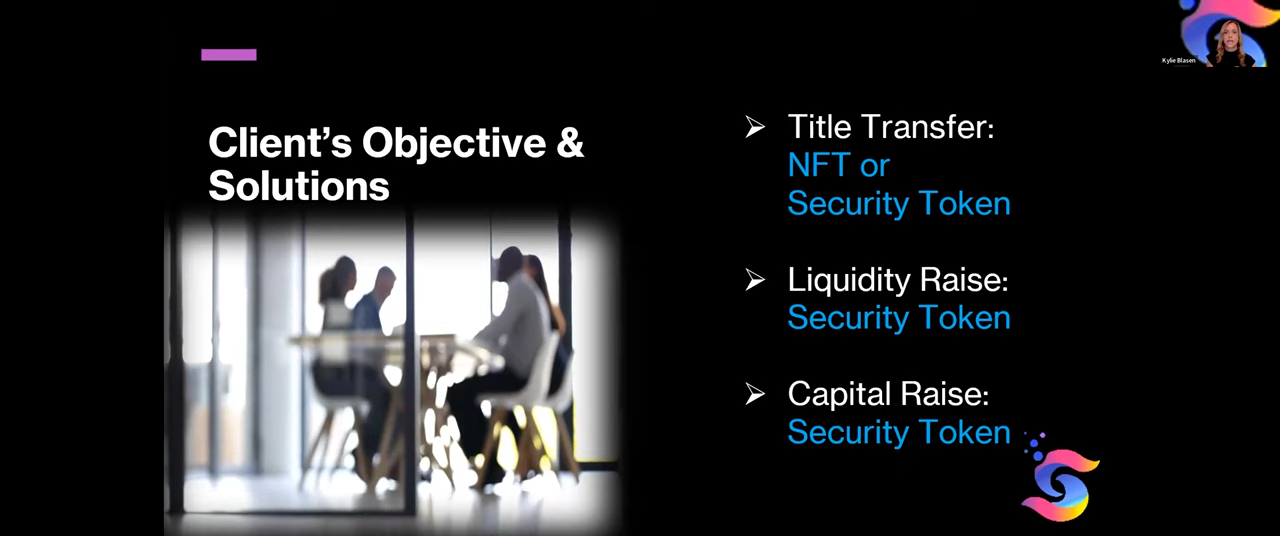 Kylie Blasen
Client’s Objective &
Solutions
➢ Title Transfer:
NFT or
Security Token
➢ Liquidity Raise:
Security Token
➢ Capital Raise:
Security Token